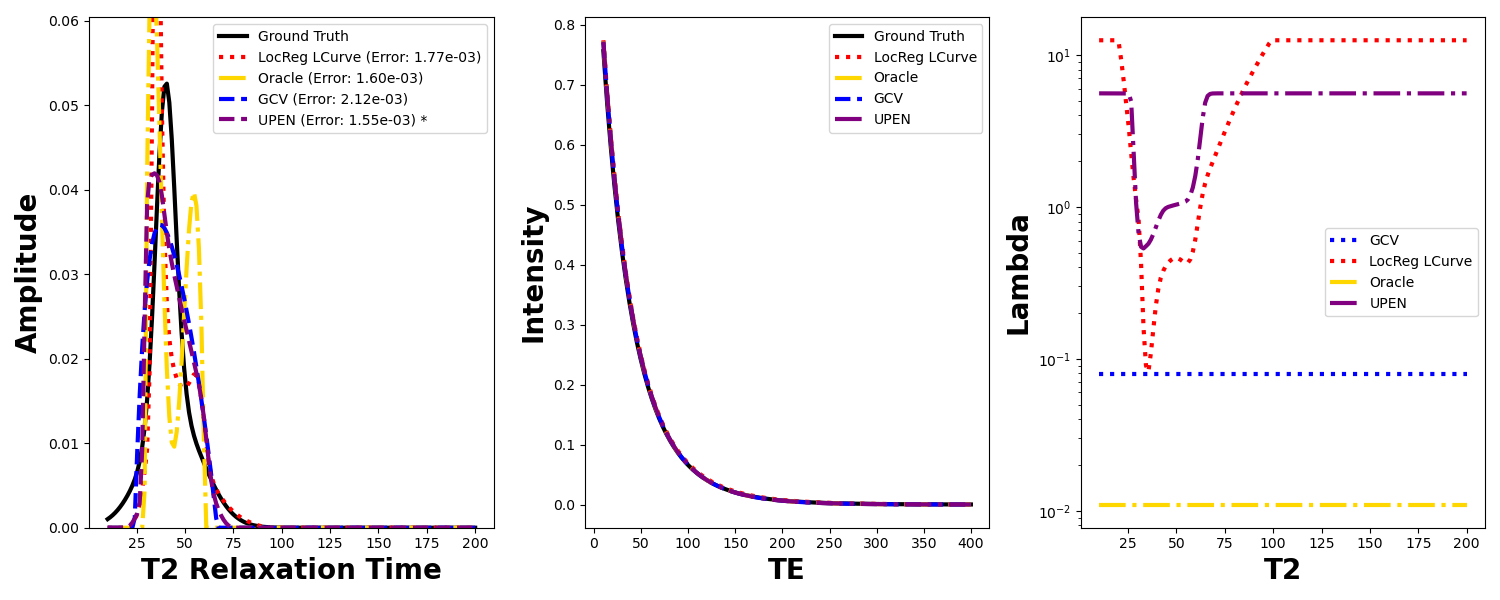 Amplitude
0.06
0.05
0.04
0.03
0.02
0.01
0.00
25 50 75 100 125 150 175 200
T2 Relaxation Time
Ground Truth
LocReg LCurve (Error: 1.77e-03)
Oracle (Error: 1.60e-03)
GCV (Error: 2.12e-03)
UPEN (Error: 1.55e-03) *
Intensity
0.8
0.7
0.6
0.5
0.4
0.3
0.2
0.1
0.0
0 50 100 150 200 250 300 350 400
TE
Ground Truth
LocReg LCurve
Oracle
GCV
UPEN
Lambda
10¹
10⁰
10⁻¹
10⁻²
25 50 75 100 125 150 175 200
T2
GCV
LocReg LCurve
Oracle
UPEN